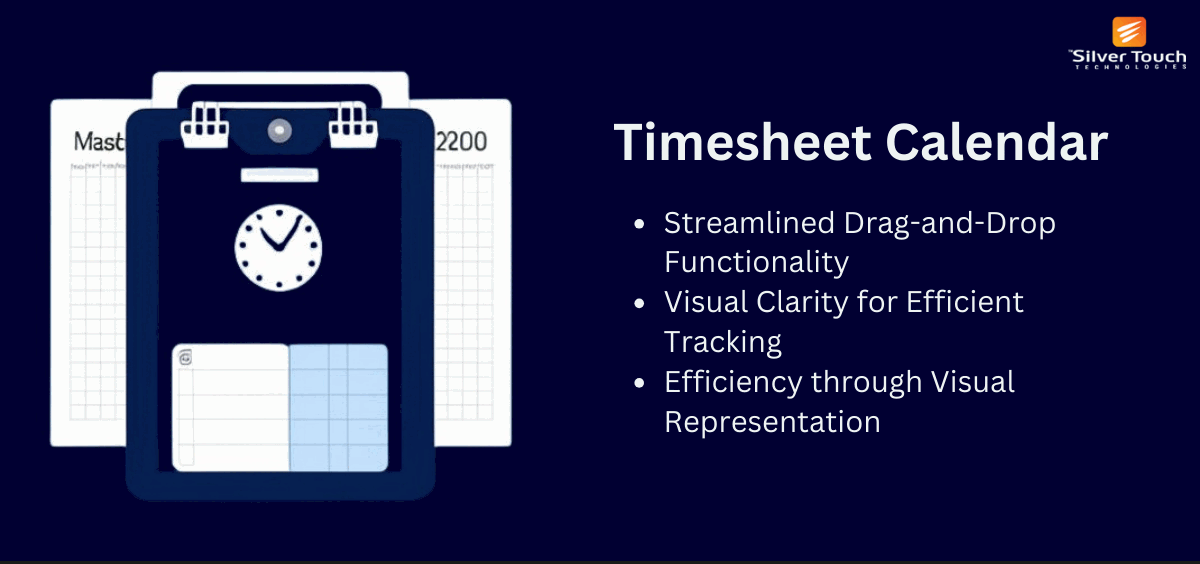 ™Silver Touch
TECHNOLOGIES
Mast
2200
Timesheet Calendar
• Streamlined Drag-and-Drop
Functionality
• Visual Clarity for Efficient
Tracking
• Efficiency through Visual
Representation